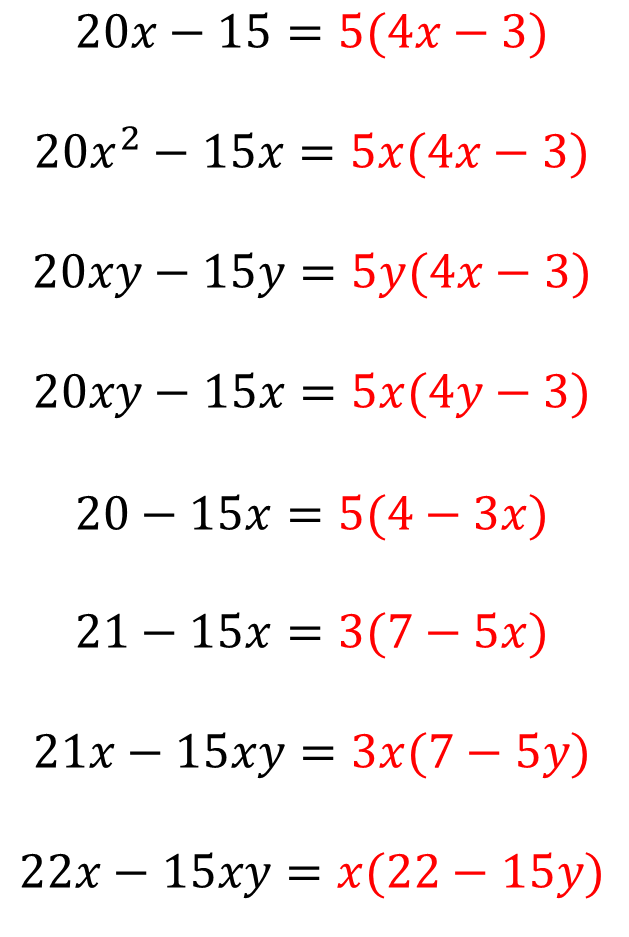 20x − 15 = 5(4x − 3)
20x² − 15x = 5x(4x − 3)
20xy − 15y = 5y(4x − 3)
20xy − 15x = 5x(4y − 3)
20 − 15x = 5(4 − 3x)
21 − 15x = 3(7 − 5x)
21x − 15xy = 3x(7 − 5y)
22x − 15xy = x(22 − 15y)